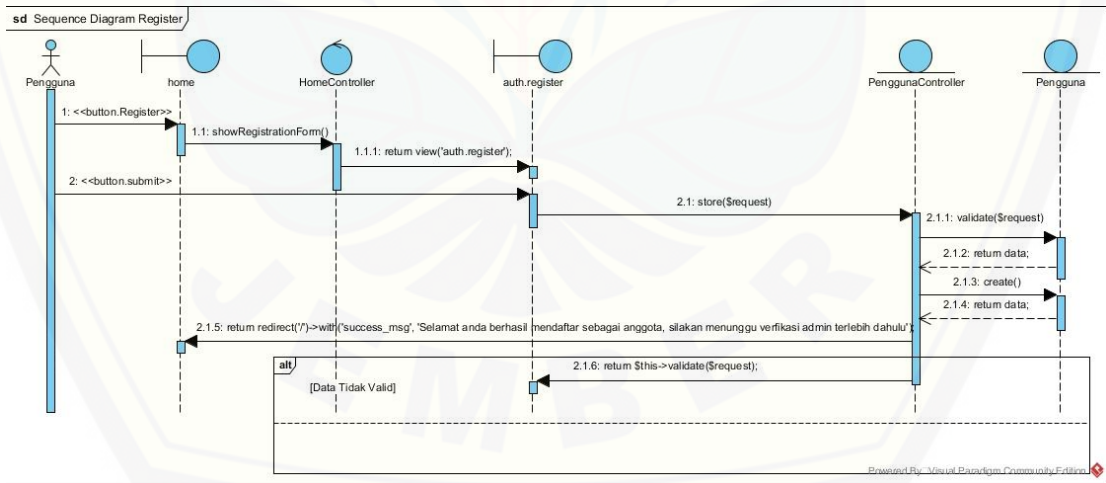 sd Sequence Diagram Register
Pengguna
home
HomeController
auth.register
PenggunaController
Pengguna
1: <<button.Register>>
1.1: showRegistrationForm()
1.1.1: return view('auth.register');
2: <<button.submit>>
2.1: store($request)
2.1.1: validate($request)
2.1.2: return data;
2.1.3: create()
2.1.4: return data;
2.1.5: return redirect('/')->with('success_msg', 'Selamat anda berhasil mendaftar sebagai anggota, silakan menunggu verfikasi admin terlebih dahulu');
alt
2.1.6: return $this->validate($request);
[Data Tidak Valid]
JEMBER
Powered By Visual Paradigm Community Edition